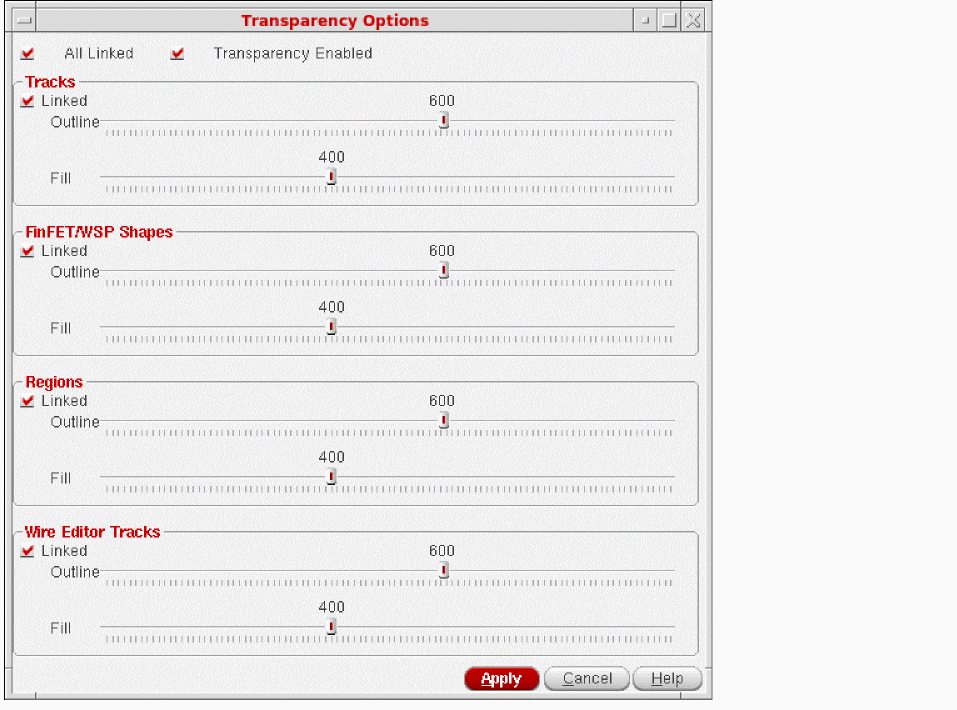 Transparency Options
All Linked Transparency Enabled
Tracks
Linked 600
Outline
400
Fill
FinFET/WSP Shapes
Linked 600
Outline
400
Fill
Regions
Linked 600
Outline
400
Fill
Wire Editor Tracks
Linked 600
Outline
400
Fill
Apply Cancel Help